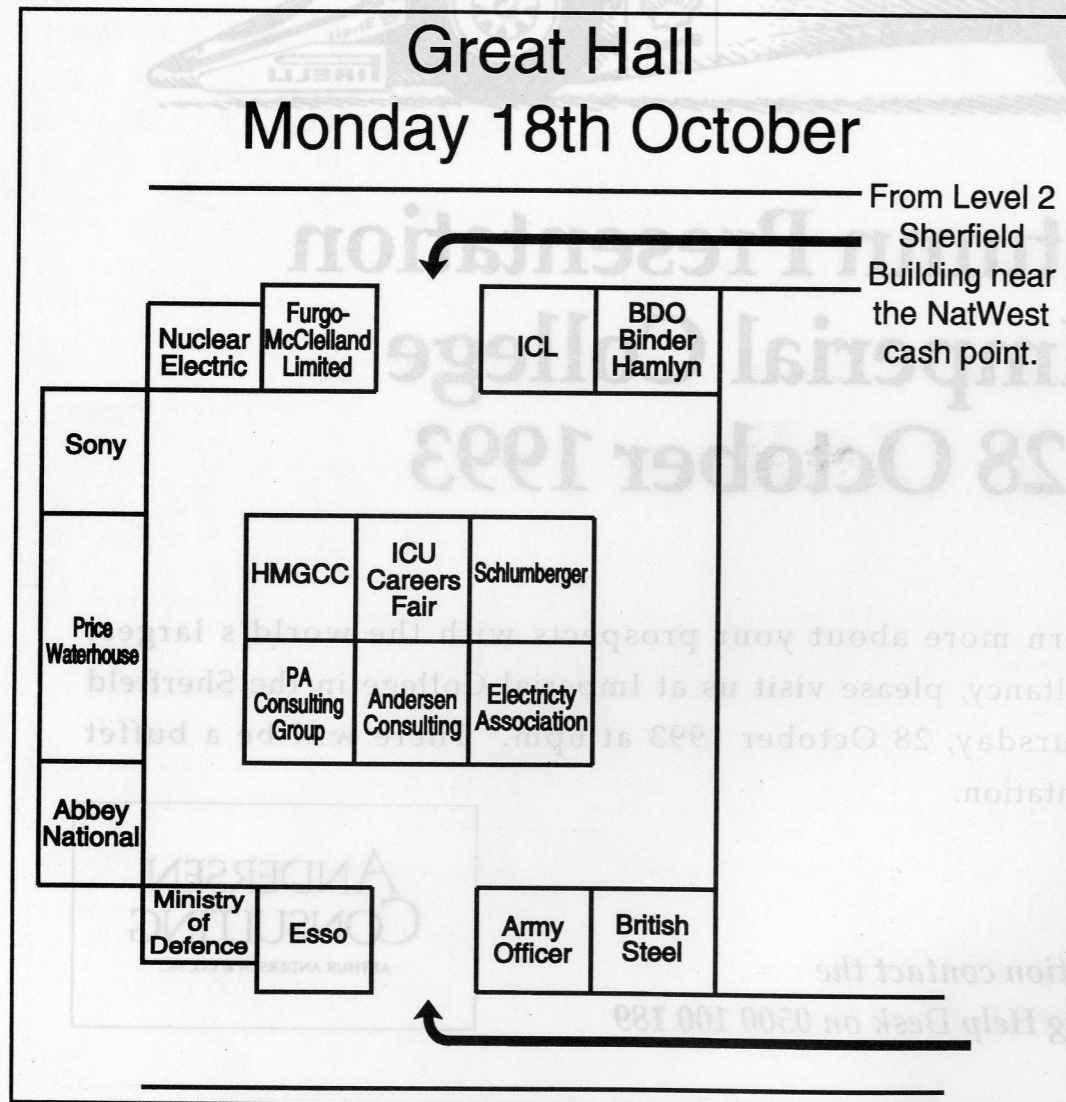 Great Hall
Monday 18th October
From Level 2
Sherfield
Building near
the NatWest
cash point.
Nuclear
Electric
Furgo-
McClelland
Limited
ICL
BDO
Binder
Hamlyn
Sony
HMGCC
ICU
Careers
Fair
Schlumberger
Price
Waterhouse
PA
Consulting
Group
Andersen
Consulting
Electricty
Association
Abbey
National
Ministry
of
Defence
Esso
Army
Officer
British
Steel